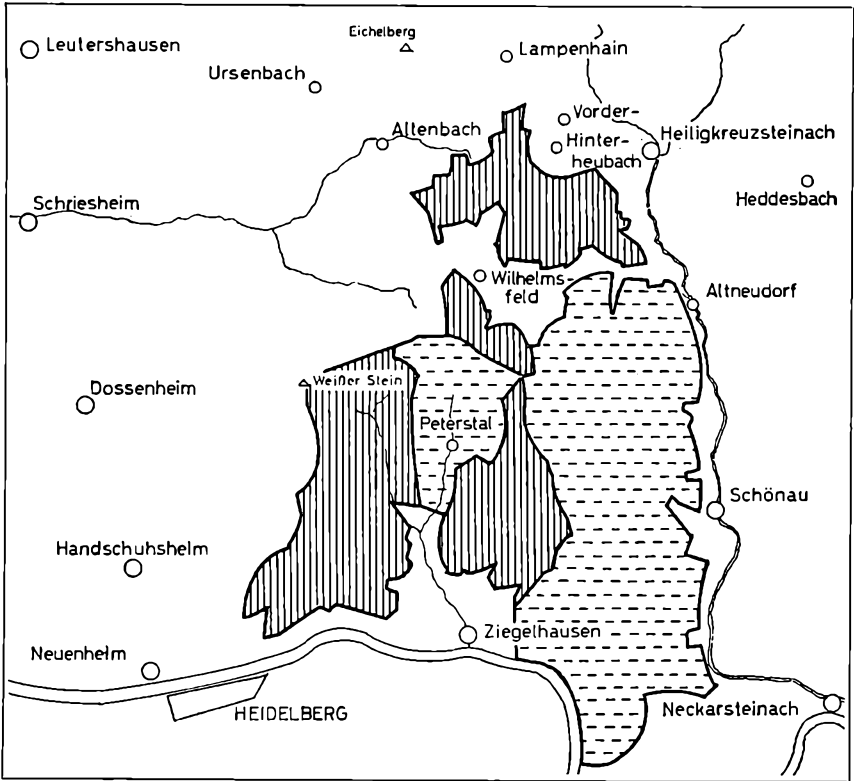 Eichelberg
Leutershausen
Lampenhain
Ursenbach
Vorder-
Altenbach
Heiligkreuzsteinach
Hinter-
heubach
Heddesbach
Schriesheim
Wilhelms-
feld
Altneudorf
Weißer Stein
Dossenheim
Peterstal
Schönau
Handschuhsheim
Ziegelhausen
Neuenheim
Neckarsteinach
HEIDELBERG